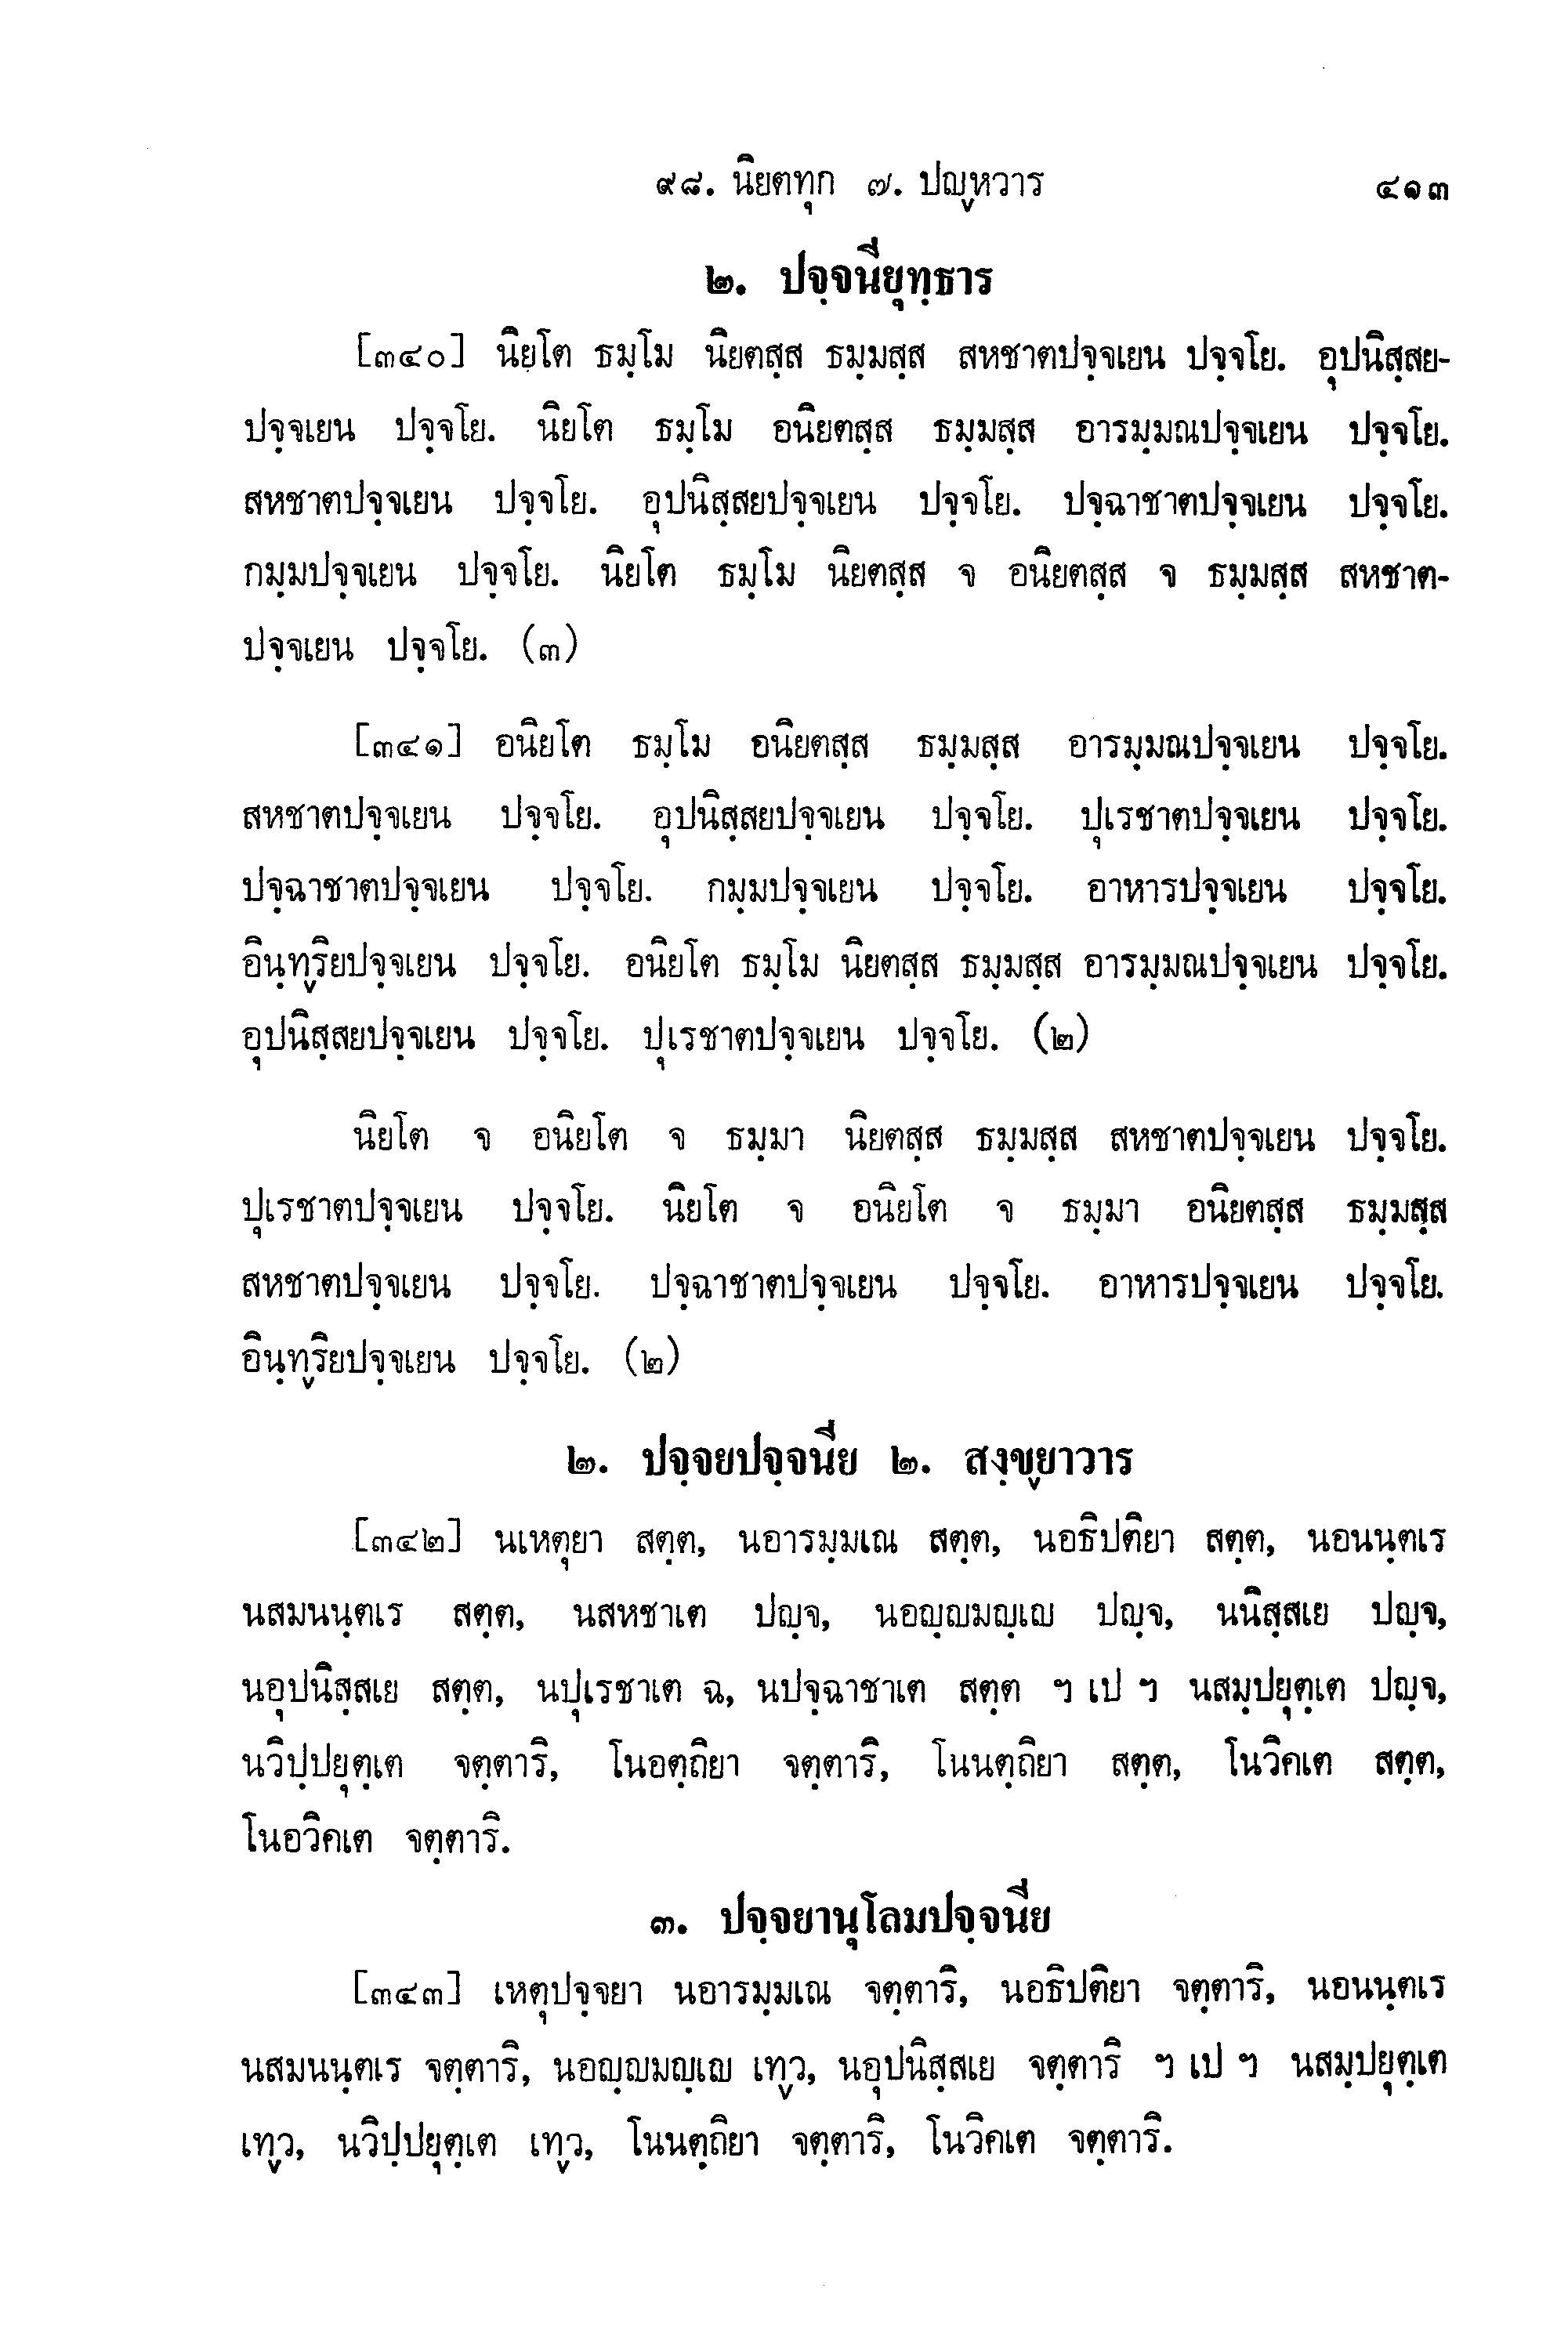 ๙๘. นิยตทุก ๗. ปญฺหวาร ๔๑๓
๒. ปจฺจนียุทฺธาร
[๓๔๐] นิยโต ธมฺโม นิยตสฺส ธมฺมสฺส สหชาตปจฺจเยน ปจฺจโย. อุปนิสฺสย-
ปจฺจเยน ปจฺจโย. นิยโต ธมฺโม อนิยตสฺส ธมฺมสฺส อารมฺมณปจฺจเยน ปจฺจโย.
สหชาตปจฺจเยน ปจฺจโย. อุปนิสฺสยปจฺจเยน ปจฺจโย. ปจฺฉาชาตปจฺจเยน ปจฺจโย.
กมฺมปจฺจเยน ปจฺจโย. นิยโต ธมฺโม นิยตสฺส จ อนิยตสฺส จ ธมฺมสฺส สหชาต-
ปจฺจเยน ปจฺจโย. (๓)
[๓๔๑] อนิยโต ธมฺโม อนิยตสฺส ธมฺมสฺส อารมฺมณปจฺจเยน ปจฺจโย.
สหชาตปจฺจเยน ปจฺจโย. อุปนิสฺสยปจฺจเยน ปจฺจโย. ปุเรชาตปจฺจเยน ปจฺจโย.
ปจฺฉาชาตปจฺจเยน ปจฺจโย. กมฺมปจฺจเยน ปจฺจโย. อาหารปจฺจเยน ปจฺจโย.
อินฺทฺริยปจฺจเยน ปจฺจโย. อนิยโต ธมฺโม นิยตสฺส ธมฺมสฺส อารมฺมณปจฺจเยน ปจฺจโย.
อุปนิสฺสยปจฺจเยน ปจฺจโย. ปุเรชาตปจฺจเยน ปจฺจโย. (๒)
นิยโต จ อนิยโต จ ธมฺมา นิยตสฺส ธมฺมสฺส สหชาตปจฺจเยน ปจฺจโย.
ปุเรชาตปจฺจเยน ปจฺจโย. นิยโต จ อนิยโต จ ธมฺมา อนิยตสฺส ธมฺมสฺส
สหชาตปจฺจเยน ปจฺจโย. ปจฺฉาชาตปจฺจเยน ปจฺจโย. อาหารปจฺจเยน ปจฺจโย.
อินฺทฺริยปจฺจเยน ปจฺจโย. (๒)
๒. ปจฺจยปจฺจนีย ๒. สงฺขฺยาวาร
[๓๔๒] นเหตุยา สตฺต, นอารมฺมเณ สตฺต, นอธิปติยา สตฺต, นอนนฺตเร
นสมนนฺตเร สตฺต, นสหชาเต ปญฺจ, นอญฺญมญฺเญ ปญฺจ, นนิสฺสเย ปญฺจ,
นอุปนิสฺสเย สตฺต, นปุเรชาเต ฉ, นปจฺฉาชาเต สตฺต ฯ เป ฯ นสมฺปยุตฺเต ปญฺจ,
นวิปฺปยุตฺเต จตฺตาริ, โนอตฺถิยา จตฺตาริ, โนนตฺถิยา สตฺต, โนวิคเต สตฺต,
โนอวิคเต จตฺตาริ.
๓. ปจฺจยานุโลมปจฺจนีย
[๓๔๓] เหตุปจฺจยา นอารมฺมเณ จตฺตาริ, นอธิปติยา จตฺตาริ, นอนนฺตเร
นสมนนฺตเร จตฺตาริ, นอญฺญมญฺเญ เทฺว, นอุปนิสฺสเย จตฺตาริ ฯ เป ฯ นสมฺปยุตฺเต
เทฺว, นวิปฺปยุตฺเต เทฺว, โนนตฺถิยา จตฺตาริ, โนวิคเต จตฺตาริ.